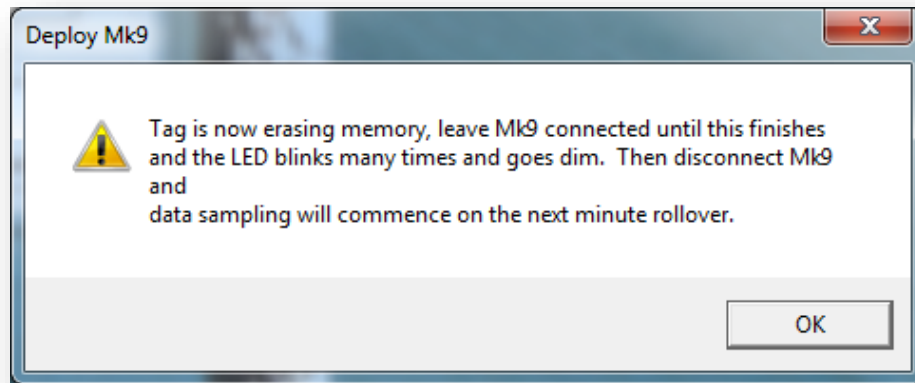 Deploy Mk9
Tag is now erasing memory, leave Mk9 connected until this finishes
and the LED blinks many times and goes dim.  Then disconnect Mk9
and
data sampling will commence on the next minute rollover.
OK